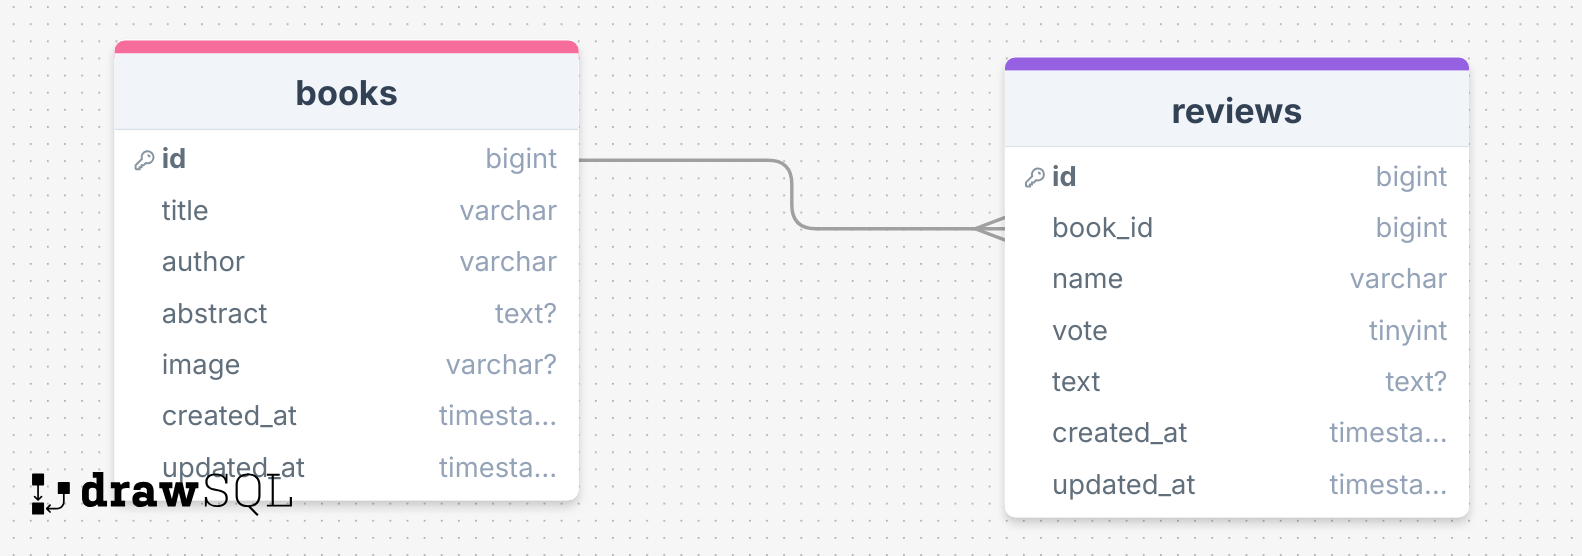 books
id bigint
title varchar
author varchar
abstract text?
image varchar?
created_at timesta...
updated_at timesta...
drawSQL
reviews
id bigint
book_id bigint
name varchar
vote tinyint
text text?
created_at timesta...
updated_at timesta...